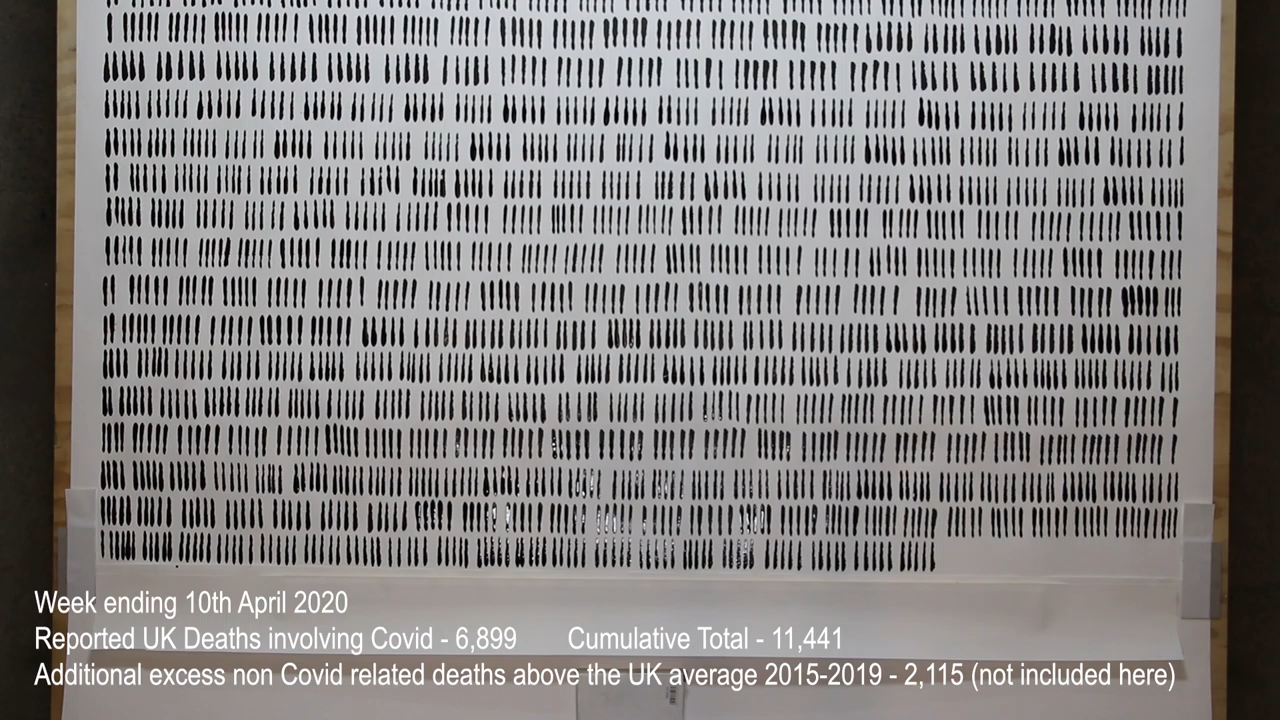 Week ending 10th April 2020
Reported UK Deaths involving Covid - 6,899 Cumulative Total - 11,441
Additional excess non Covid related deaths above the UK average 2015-2019 - 2,115 (not included here)